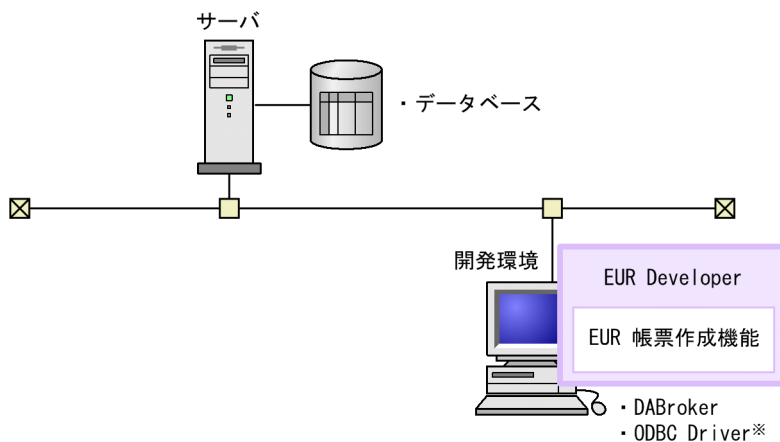 サーバ
・データベース
開発環境
EUR Developer
EUR 帳票作成機能
・DABroker
・ODBC Driver※